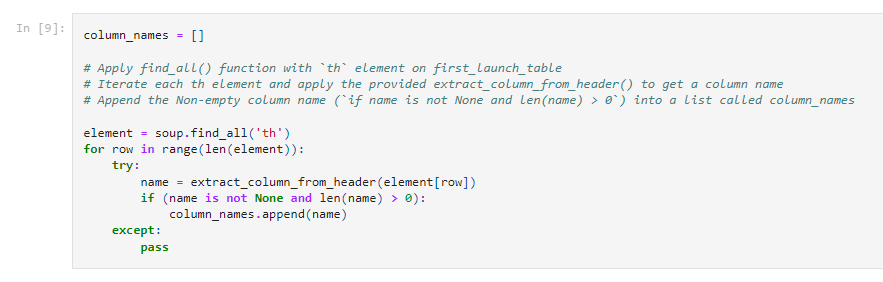 In [9]:
column_names = []
# Apply find_all() function with `th` element on first_launch_table
# Iterate each th element and apply the provided extract_column_from_header() to get a column name
# Append the Non-empty column name (`if name is not None and len(name) > 0`) into a list called column_names
element = soup.find_all('th')
for row in range(len(element)):
    try:
        name = extract_column_from_header(element[row])
        if (name is not None and len(name) > 0):
            column_names.append(name)
    except:
        pass